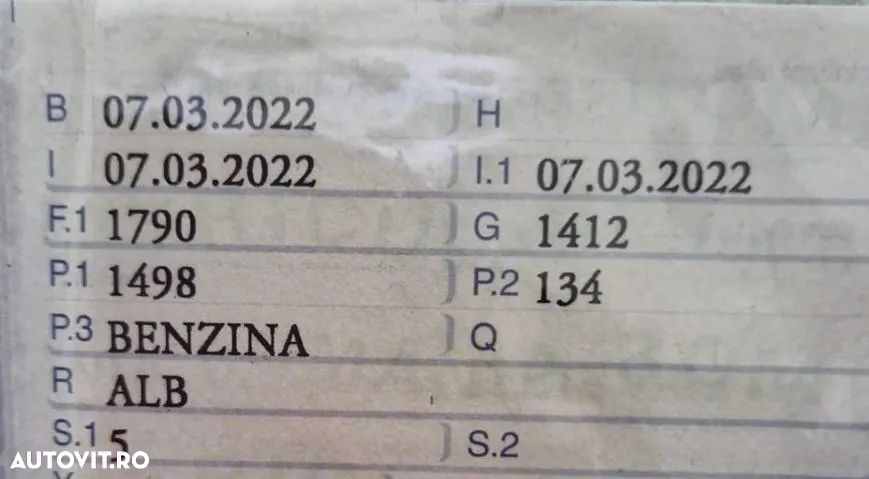 B 07.03.2022 H
I 07.03.2022 I.1 07.03.2022
F.1 1790 G 1412
P.1 1498 P.2 134
P.3 BENZINA Q
R ALB
S.1 5 S.2
AUTOVIT.RO